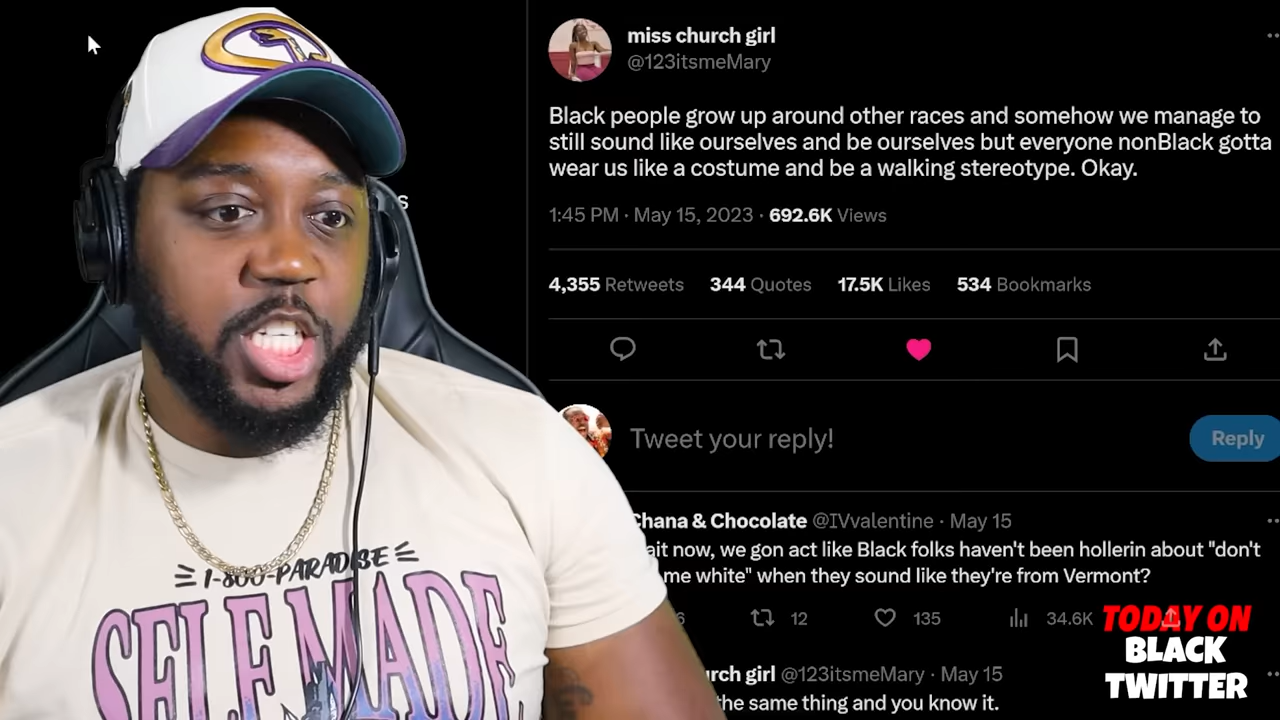 miss church girl
@123itsmeMary
Black people grow up around other races and somehow we manage to
still sound like ourselves and be ourselves but everyone nonBlack gotta
wear us like a costume and be a walking stereotype. Okay.
1:45 PM · May 15, 2023 · 692.6K Views
4,355 Retweets 344 Quotes 17.5K Likes 534 Bookmarks
Tweet your reply!
Reply
Chana & Chocolate @IVvalentine · May 15
ait now, we gon act like Black folks haven't been hollerin about "don't
me white" when they sound like they're from Vermont?
6 12 135 34.6K
urch girl @123itsmeMary · May 15
the same thing and you know it.
1-800-PARADISE
SELF MADE
TODAY ON
BLACK
TWITTER